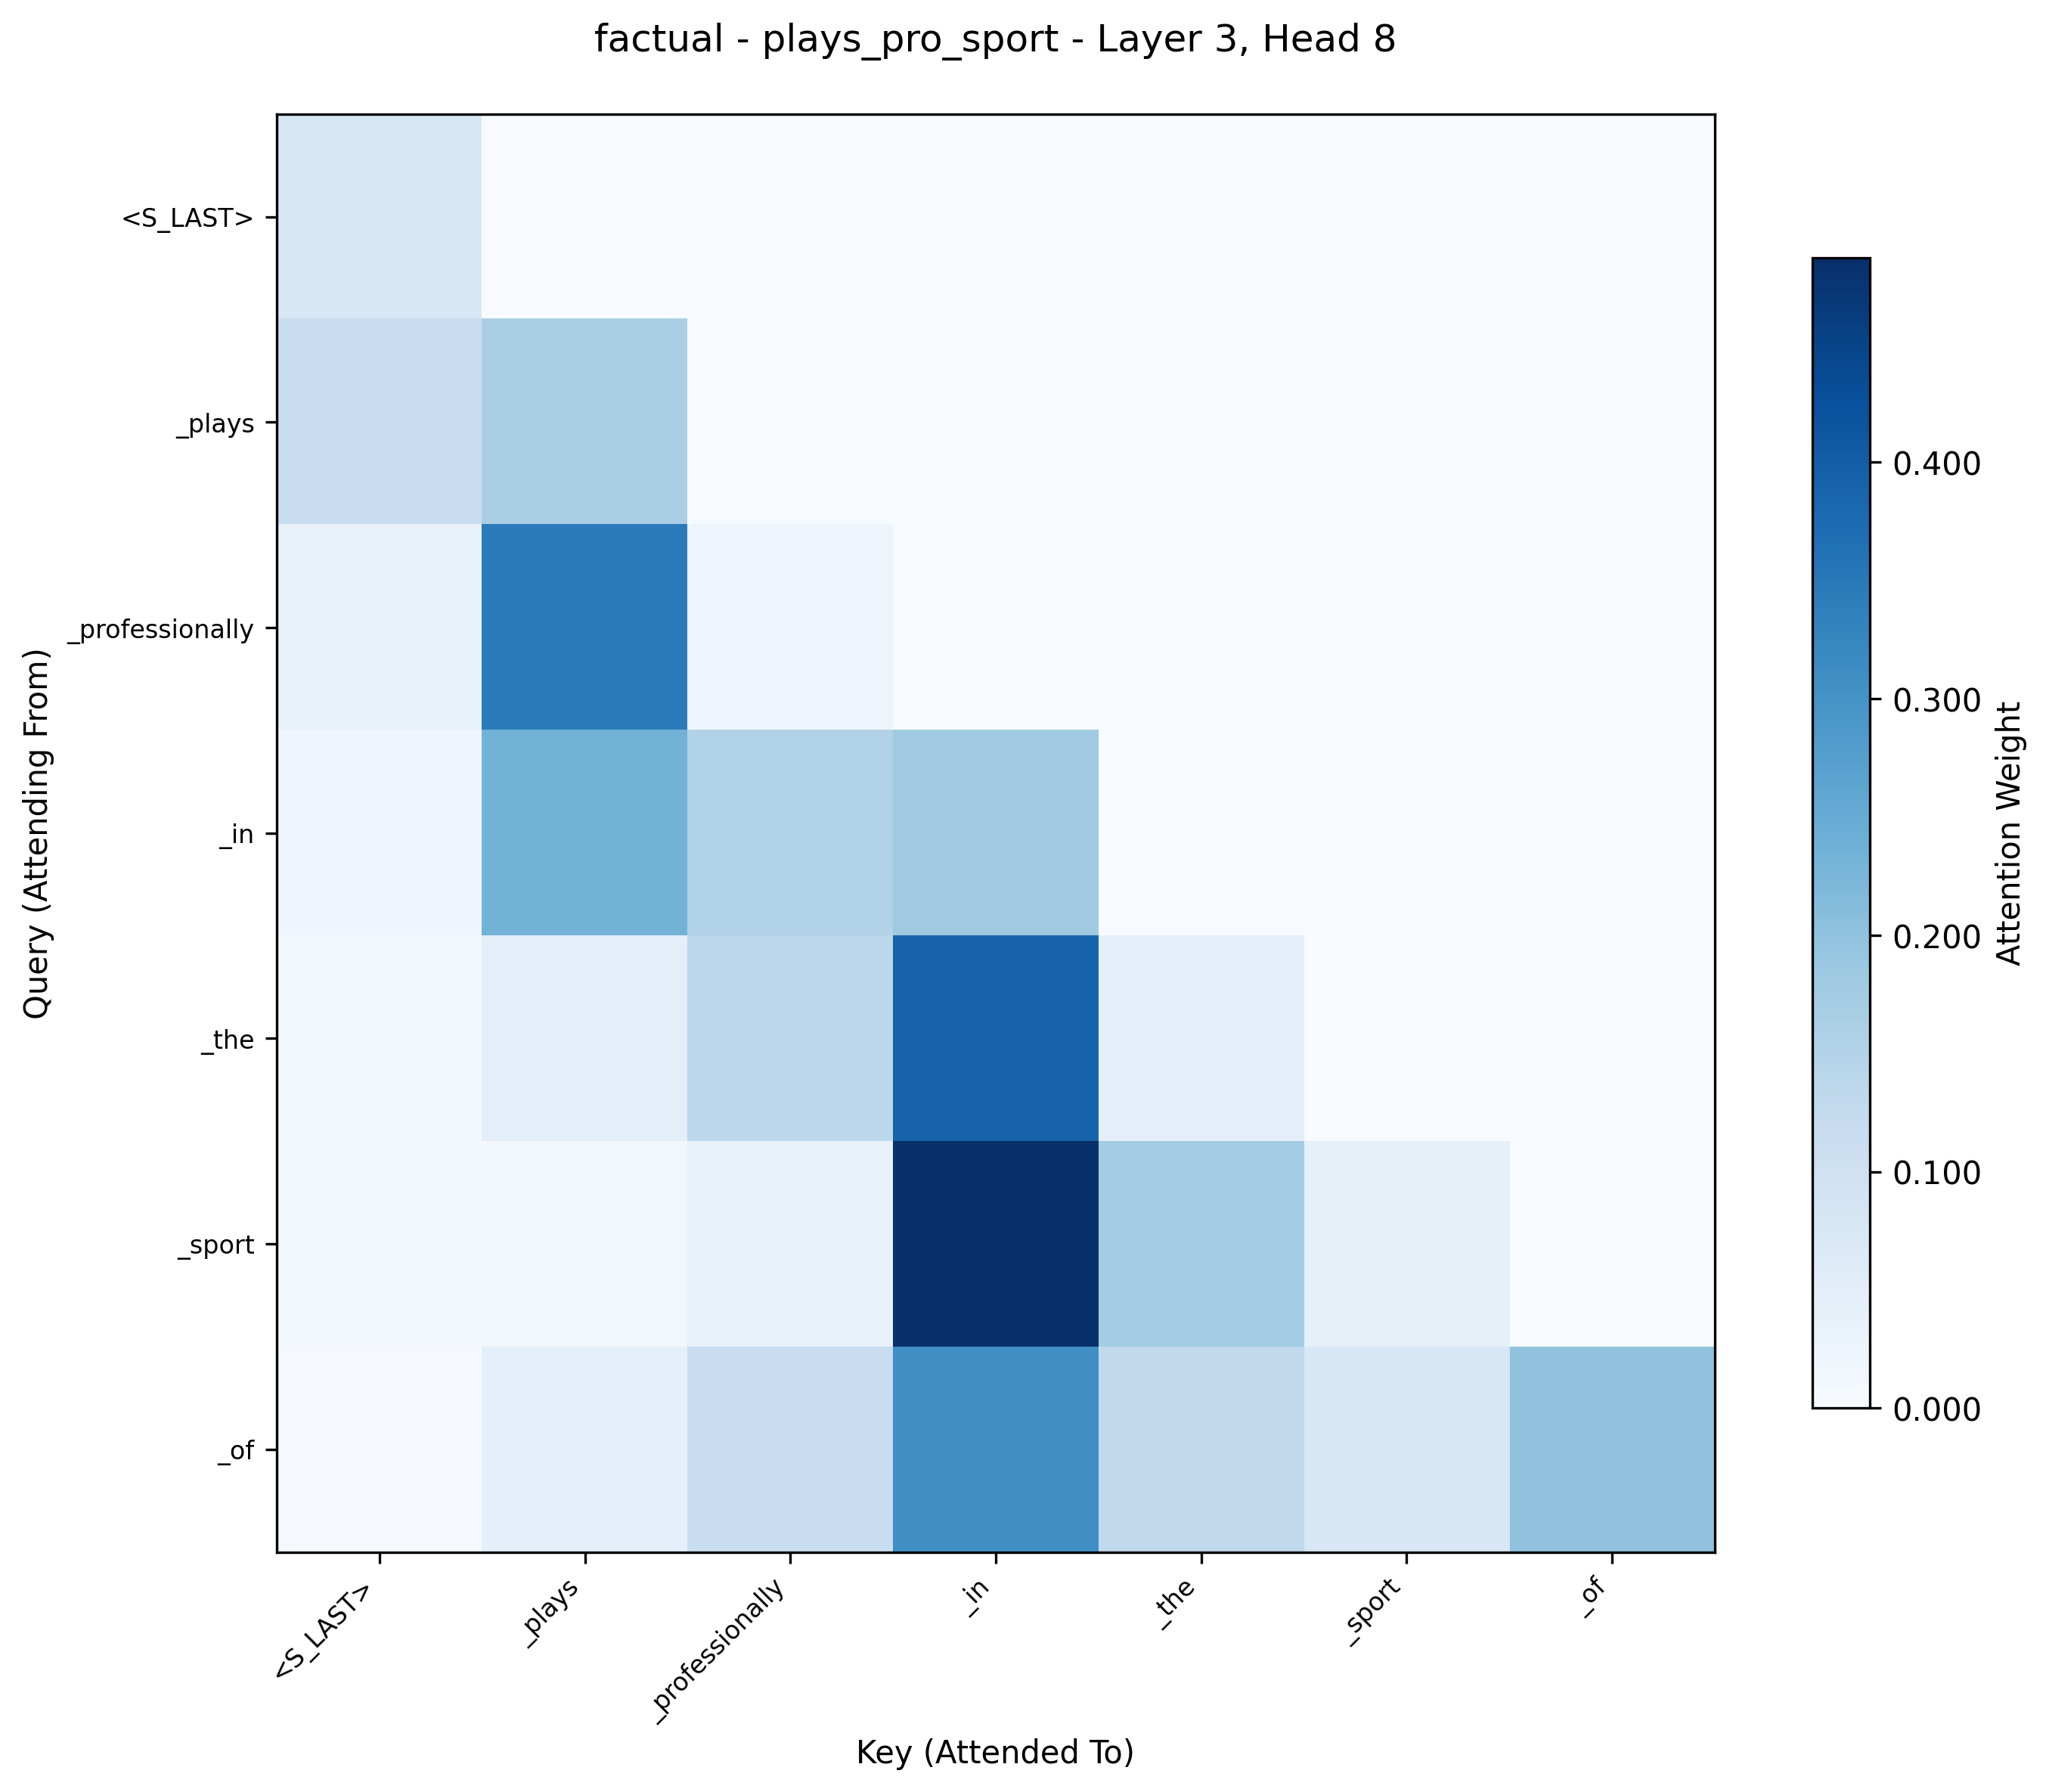 factual - plays_pro_sport - Layer 3, Head 8
<S_LAST>
_plays
_professionally
_in
_the
_sport
_of
Query (Attending From)
<S_LAST>
_plays
_professionally
_in
_the
_sport
_of
Key (Attended To)
0.400
0.300
0.200
0.100
0.000
Attention Weight